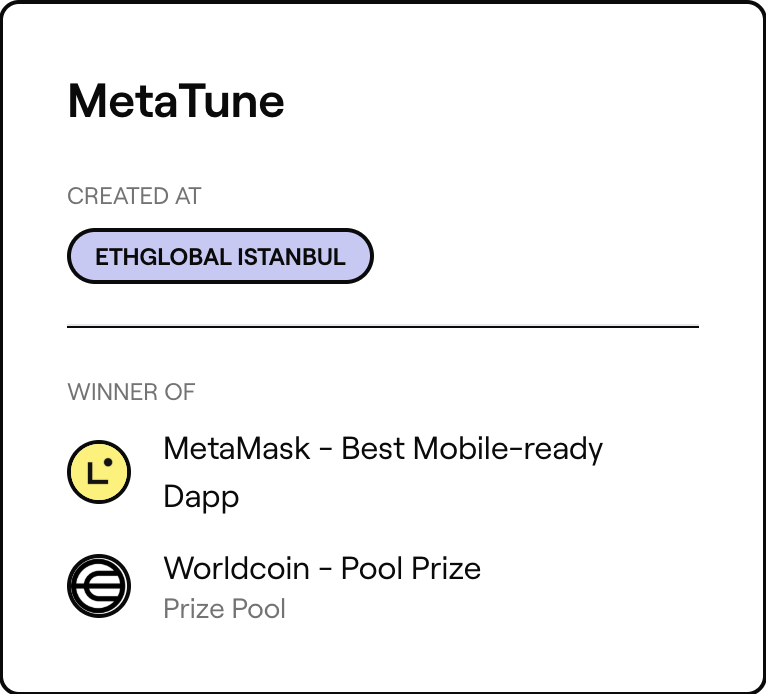 MetaTune
CREATED AT
ETHGLOBAL ISTANBUL
WINNER OF
MetaMask - Best Mobile-ready
Dapp
Worldcoin - Pool Prize
Prize Pool